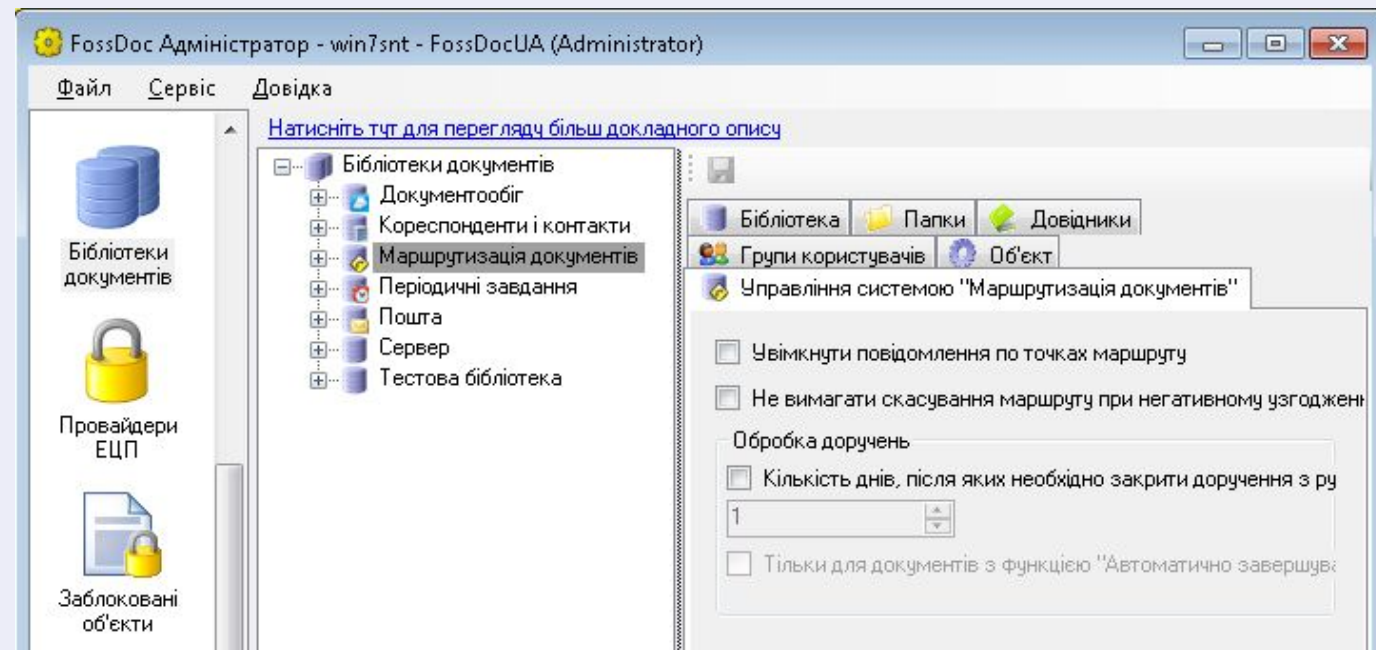 FossDoc Адміністратор - win7snt - FossDocUA (Administrator)
Файл Сервіс Довідка
Бібліотеки
документів
Провайдери
ЕЦП
Заблоковані
об'єкти
Натисніть тут для перегляду більш докладного опису
Бібліотеки документів
Документообіг
Кореспонденти і контакти
Маршрутизація документів
Періодичні завдання
Пошта
Сервер
Тестова бібліотека
Бібліотека Папки Довідники
Групи користувачів Об'єкт
Управління системою "Маршрутизація документів"
Увімкнути повідомлення по точках маршруту
Не вимагати скасування маршруту при негативному узгодженн
Обробка доручень
Кількість днів, після яких необхідно закрити доручення з ру
1
Тільки для документів з функцією "Автоматично завершува